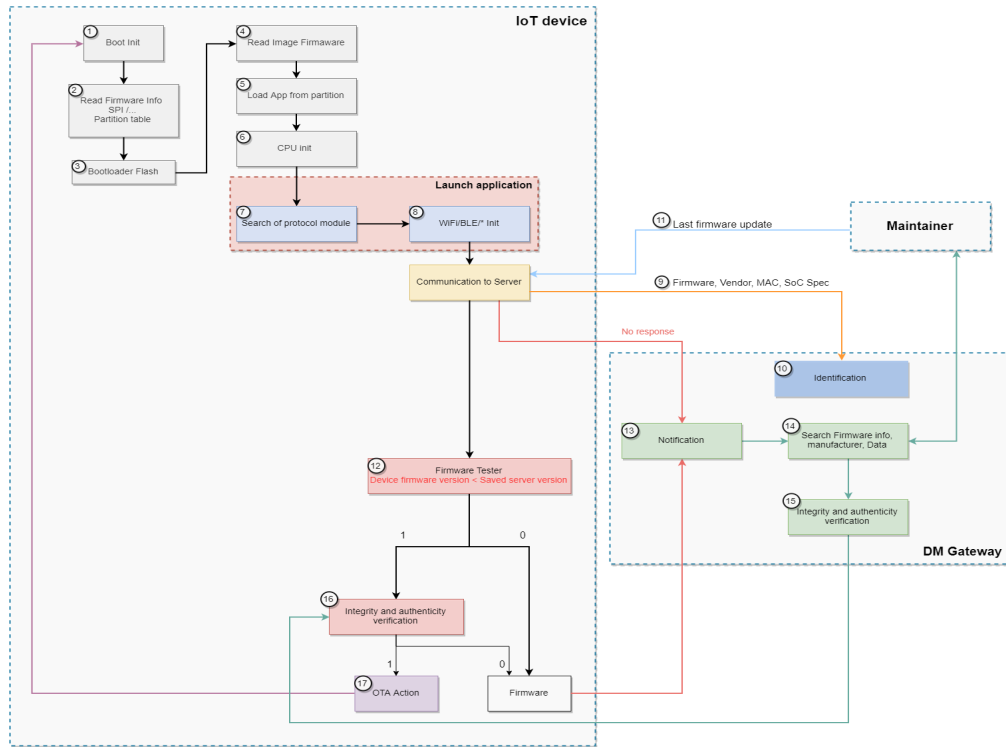 IoT device
1
Boot Init
2
Read Firmware Info
SPI /...
Partition table
3
Bootloader Flash
4
Read Image Firmaware
5
Load App from partition
6
CPU init
Launch application
7
Search of protocol module
8
WIFI/BLE/* Init
Communication to Server
11
Last firmware update
Maintainer
9
Firmware, Vendor, MAC, SoC Spec
No response
10
Identification
13
Notification
14
Search Firmware info,
manufacturer, Data
15
Integrity and authenticity
verification
DM Gateway
12
Firmware Tester
Device firmware version < Saved server version
1
0
16
Integrity and authenticity
verification
1
0
17
OTA Action
Firmware